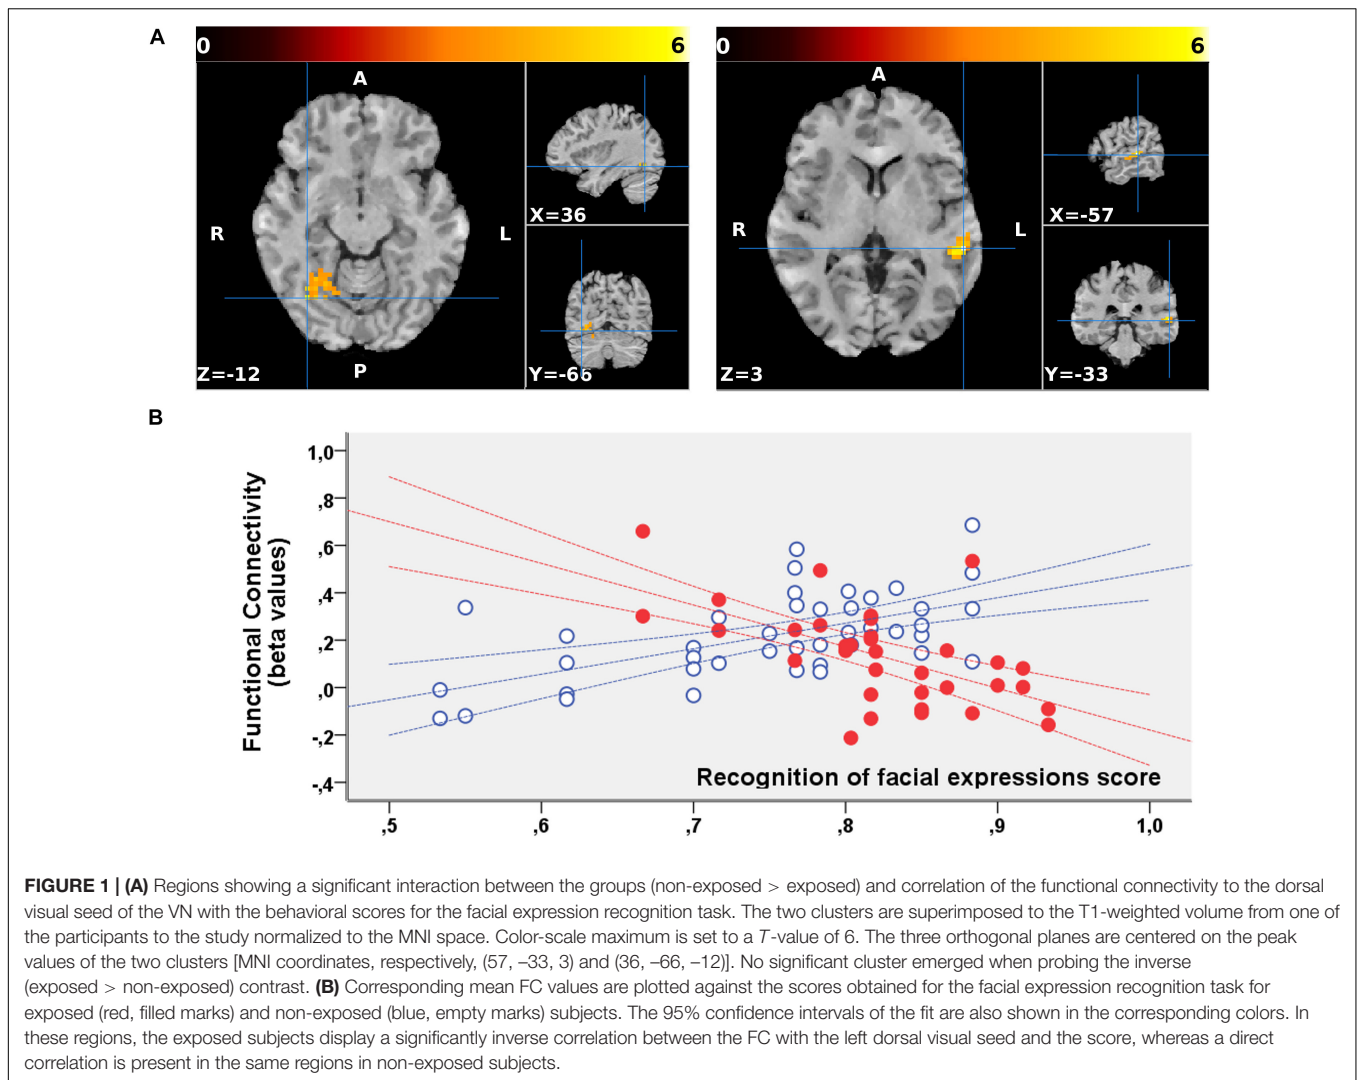 A
0 6
0 6
A
A
X=36
X=-57
R L
R L
Z=-12
P
Y=-66
Z=3
Y=-33
B
Functional Connectivity
(beta values)
1,0
,8
,6
,4
,2
,0
-,2
-,4
Recognition of facial expressions score
,5 ,6 ,7 ,8 ,9 1,0
FIGURE 1 | (A) Regions showing a significant interaction between the groups (non-exposed > exposed) and correlation of the functional connectivity to the dorsal
visual seed of the VN with the behavioral scores for the facial expression recognition task. The two clusters are superimposed to the T1-weighted volume from one of
the participants to the study normalized to the MNI space. Color-scale maximum is set to a T-value of 6. The three orthogonal planes are centered on the peak
values of the two clusters [MNI coordinates, respectively, (57, –33, 3) and (36, –66, –12)]. No significant cluster emerged when probing the inverse
(exposed > non-exposed) contrast. (B) Corresponding mean FC values are plotted against the scores obtained for the facial expression recognition task for
exposed (red, filled marks) and non-exposed (blue, empty marks) subjects. The 95% confidence intervals of the fit are also shown in the corresponding colors. In
these regions, the exposed subjects display a significantly inverse correlation between the FC with the left dorsal visual seed and the score, whereas a direct
correlation is present in the same regions in non-exposed subjects.